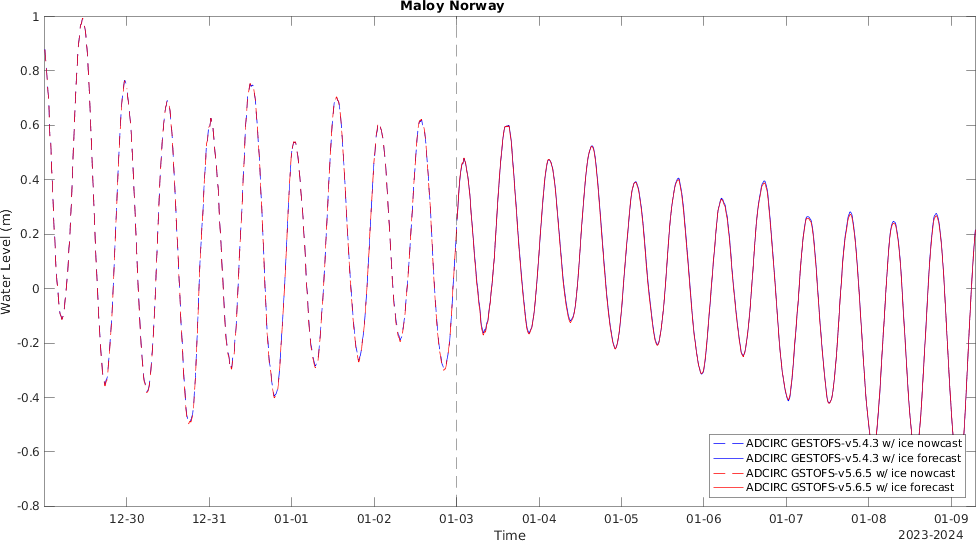 Maloy Norway
1
0.8
0.6
0.4
0.2
0
-0.2
-0.4
-0.6
-0.8
Water Level (m)
ADCIRC GESTOFS-v5.4.3 w/ ice nowcast
ADCIRC GESTOFS-v5.4.3 w/ ice forecast
ADCIRC GSTOFS-v5.6.5 w/ ice nowcast
ADCIRC GSTOFS-v5.6.5 w/ ice forecast
12-30 12-31 01-01 01-02 01-03 01-04 01-05 01-06 01-07 01-08 01-09
Time
2023-2024